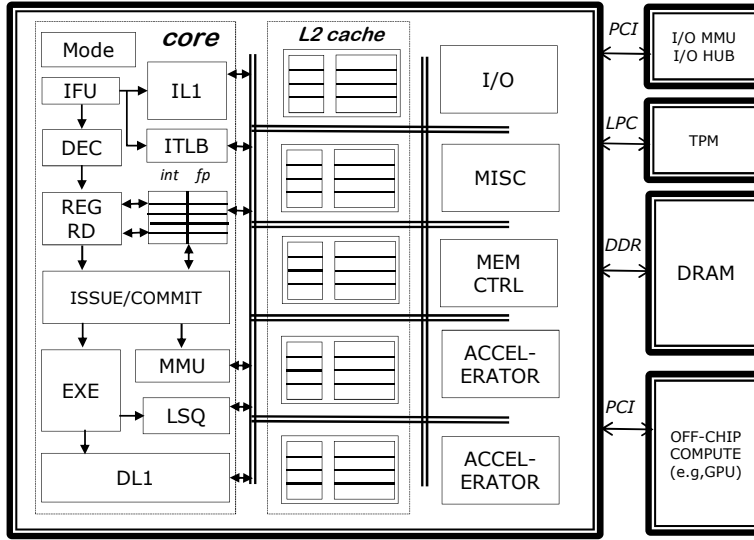 core
Mode
IFU
IL1
DEC
ITLB
int fp
REG
RD
ISSUE/COMMIT
MMU
EXE
LSQ
DL1
L2 cache
I/O
MISC
MEM
CTRL
ACCEL-
ERATOR
ACCEL-
ERATOR
PCI
I/O MMU
I/O HUB
LPC
TPM
DDR
DRAM
PCI
OFF-CHIP
COMPUTE
(e.g,GPU)